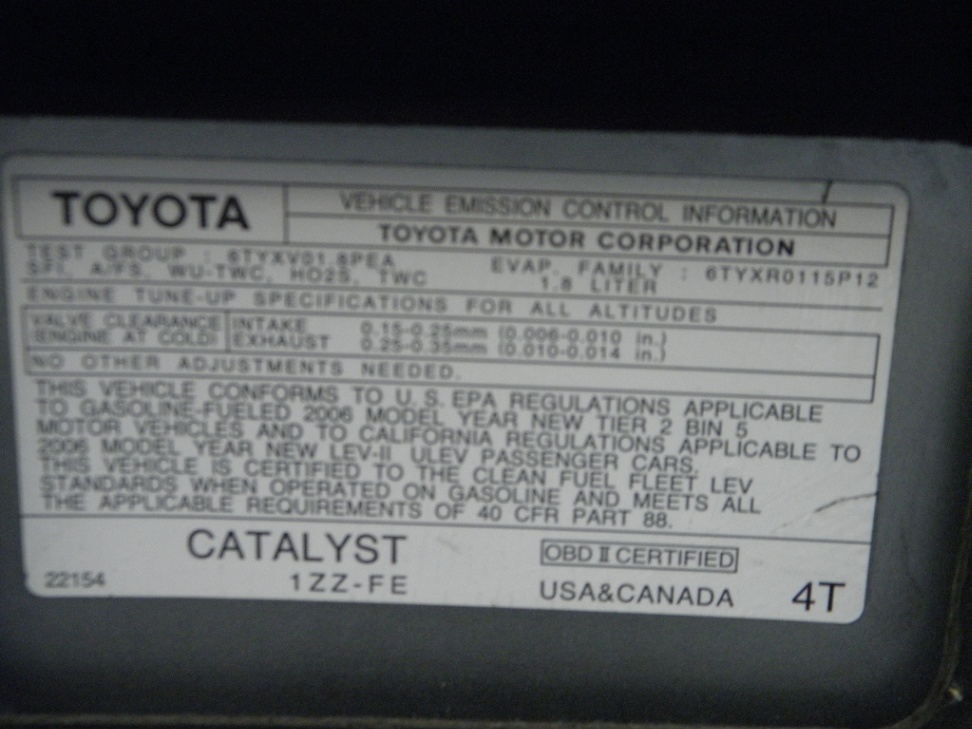 TOYOTA
VEHICLE EMISSION CONTROL INFORMATION
TOYOTA MOTOR CORPORATION
TEST GROUP : 6TYXV01.8PEA
EVAP. FAMILY : 6TYXR0115P12
SFI, A/FS, WU-TWC, HO2S, TWC
1.8 LITER
ENGINE TUNE-UP SPECIFICATIONS FOR ALL ALTITUDES
VALVE CLEARANCE INTAKE 0.15-0.25mm (0.006-0.010 in.)
(ENGINE AT COLD) EXHAUST 0.25-0.35mm (0.010-0.014 in.)
NO OTHER ADJUSTMENTS NEEDED.
THIS VEHICLE CONFORMS TO U.S.EPA REGULATIONS APPLICABLE
TO GASOLINE-FUELED 2006 MODEL YEAR NEW TIER 2 BIN 5
MOTOR VEHICLES AND TO CALIFORNIA REGULATIONS APPLICABLE TO
2006 MODEL YEAR NEW LEV-II ULEV PASSENGER CARS.
THIS VEHICLE IS CERTIFIED TO THE CLEAN FUEL FLEET LEV
STANDARDS WHEN OPERATED ON GASOLINE AND MEETS ALL
THE APPLICABLE REQUIREMENTS OF 40 CFR PART 88.
CATALYST
OBD II CERTIFIED
22154
1ZZ-FE
USA&CANADA
4T